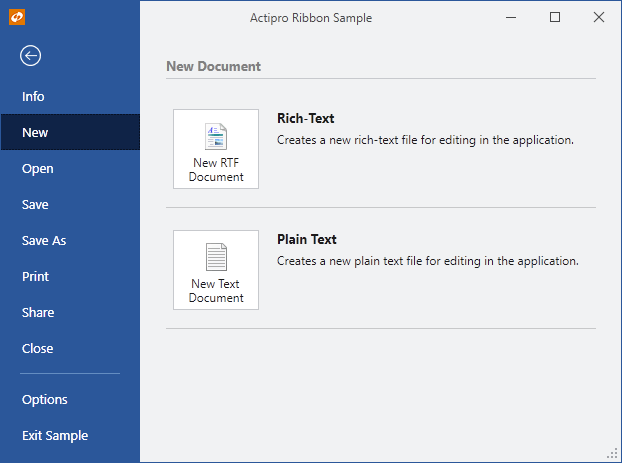 Actipro Ribbon Sample
Info
New
Open
Save
Save As
Print
Share
Close
Options
Exit Sample
New Document
New RTF
Document
Rich-Text
Creates a new rich-text file for editing in the application.
New Text
Document
Plain Text
Creates a new plain text file for editing in the application.